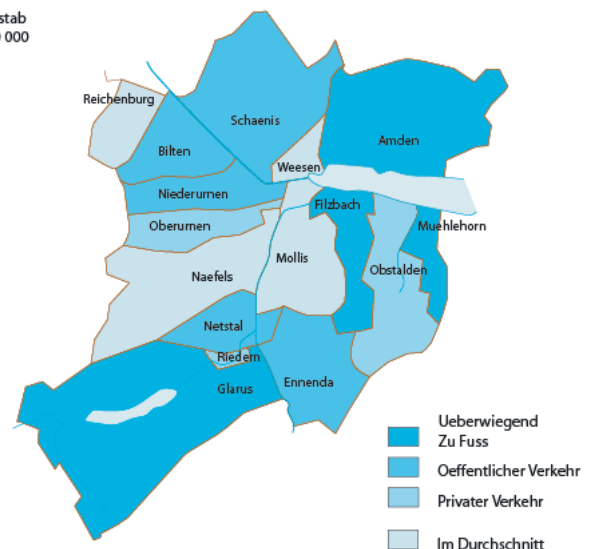 stab
000
Reichenburg
Schaenis
Amden
Bilten
Weesen
Niederurnen
Filzbach
Oberurnen
Muehlehorn
Mollis
Obstalden
Naefels
Netstal
Riedern
Glarus
Ennenda
Ueberwiegend
Zu Fuss
Oeffentlicher Verkehr
Privater Verkehr
Im Durchschnitt